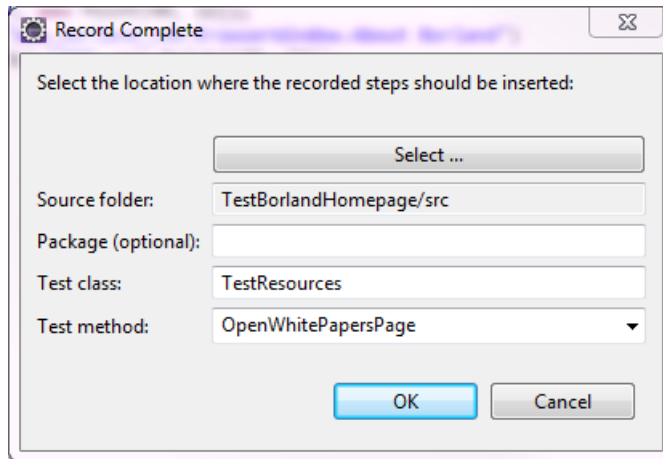 Record Complete
Select the location where the recorded steps should be inserted:
Select ...
Source folder: TestBorlandHomepage/src
Package (optional):
Test class: TestResources
Test method: OpenWhitePapersPage
OK Cancel